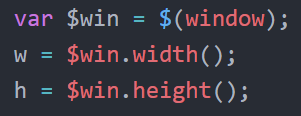 var $win = $(window);
w = $win.width();
h = $win.height();